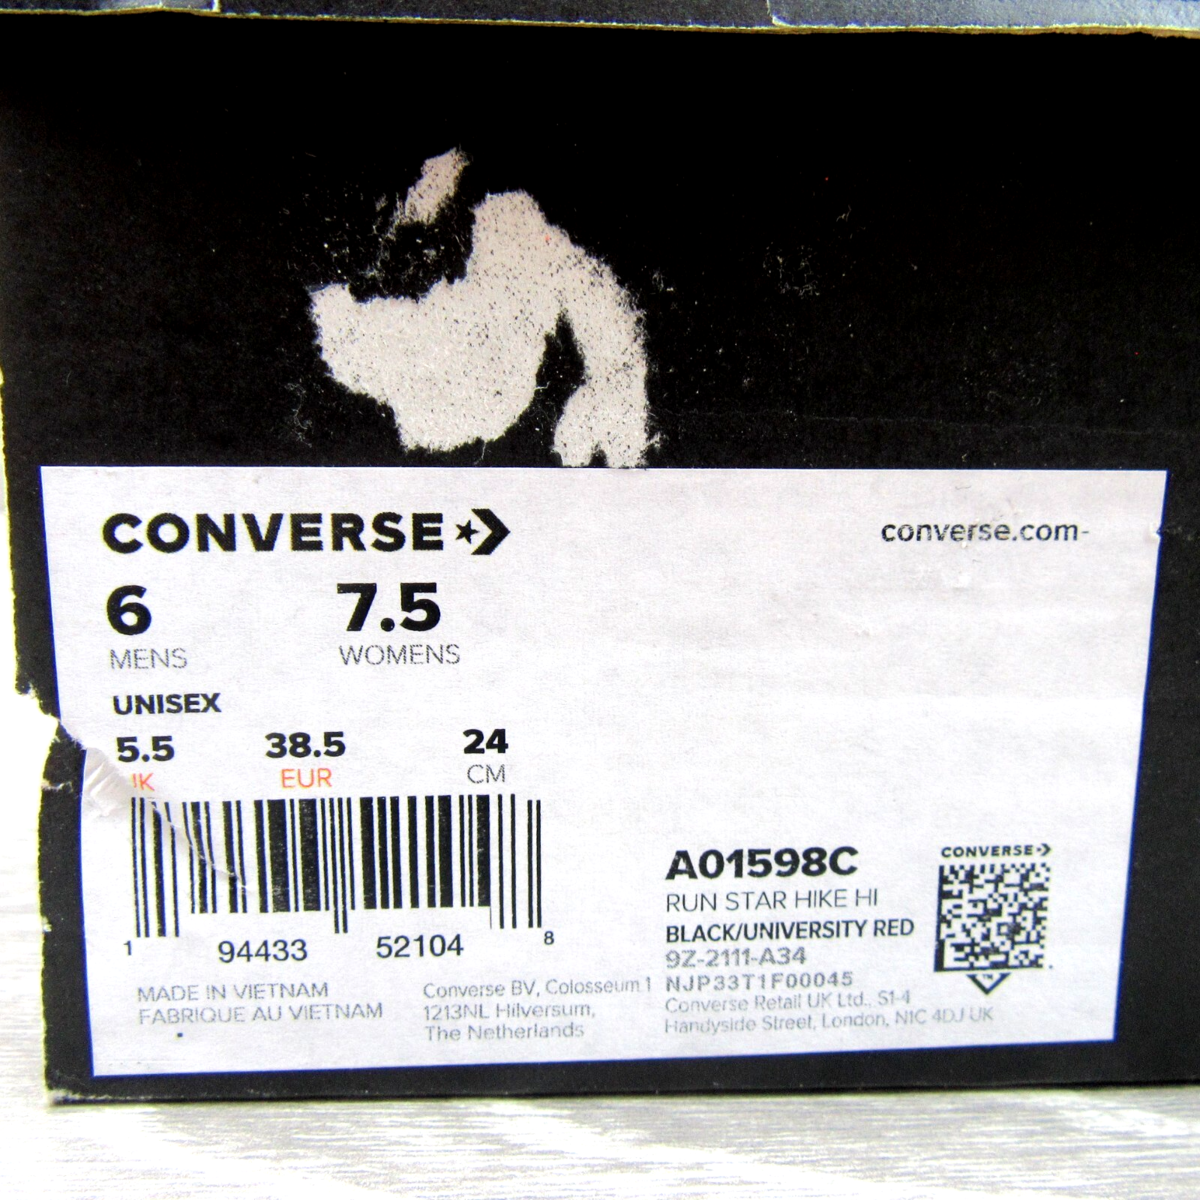 CONVERSE
converse.com-
6 7.5
MENS WOMENS
UNISEX
5.5 38.5 24
EUR CM
1 94433 52104 8
MADE IN VIETNAM
FABRIQUE AU VIETNAM
Converse BV, Colosseum 1
1213NL Hilversum,
The Netherlands
A01598C
RUN STAR HIKE HI
BLACK/UNIVERSITY RED
9Z-2111-A34
NJP33T1F00045
Converse Retail UK Ltd., S1-4
Handyside Street, London, N1C 4DJ UK
CONVERSE